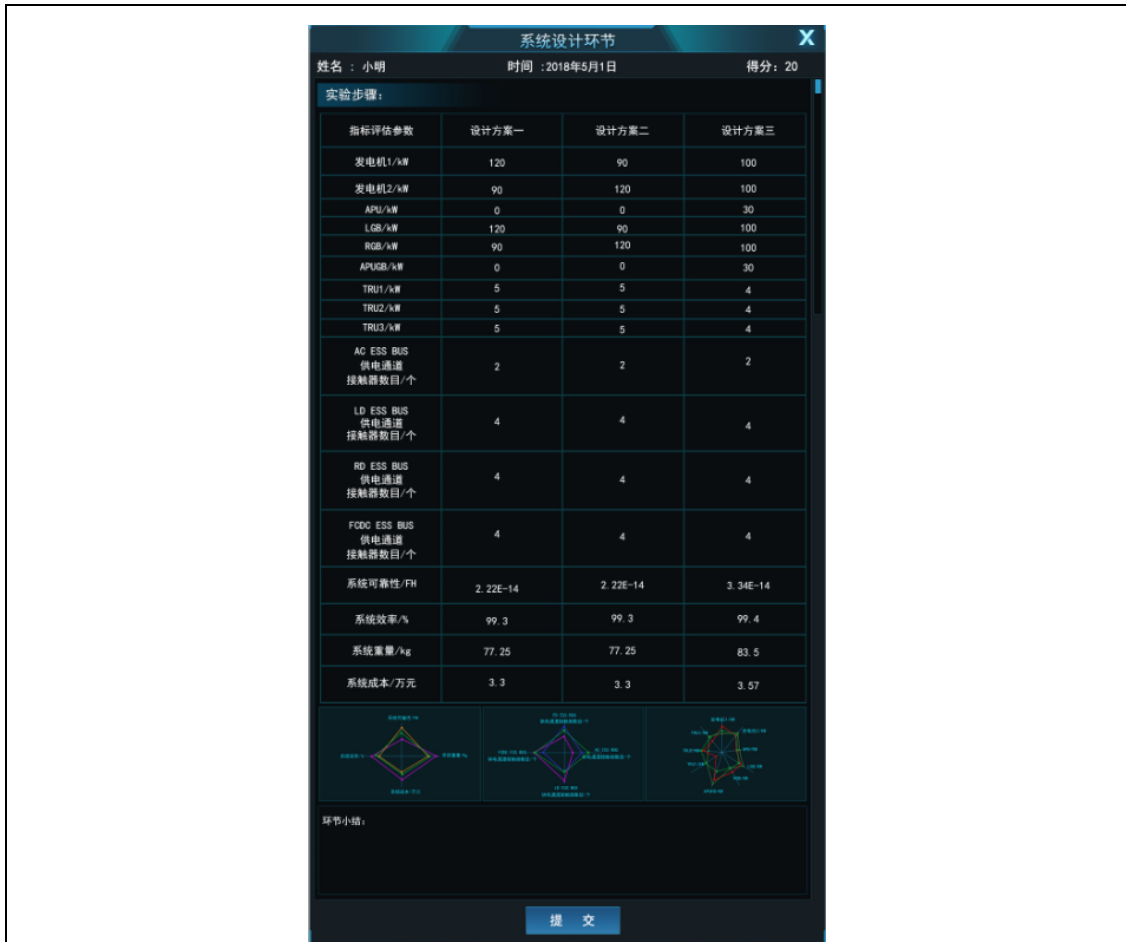 系统设计环节 X
姓名 : 小明 时间 :2018年5月1日 得分: 20
实验步骤:
指标评估参数 设计方案一 设计方案二 设计方案三
发电机1/kW 120 90 100
发电机2/kW 90 120 100
APU/kW 0 0 30
LGB/kW 120 90 100
RGB/kW 90 120 100
APUGB/kW 0 0 30
TRU1/kW 5 5 4
TRU2/kW 5 5 4
TRU3/kW 5 5 4
AC ESS BUS
供电通道
接触器数目/个 2 2 2
LD ESS BUS
供电通道
接触器数目/个 4 4 4
RD ESS BUS
供电通道
接触器数目/个 4 4 4
FCDC ESS BUS
供电通道
接触器数目/个 4 4 4
系统可靠性/FH 2.22E-14 2.22E-14 3.34E-14
系统效率/% 99.3 99.3 99.4
系统重量/kg 77.25 77.25 83.5
系统成本/万元 3.3 3.3 3.57
环节小结:
提 交